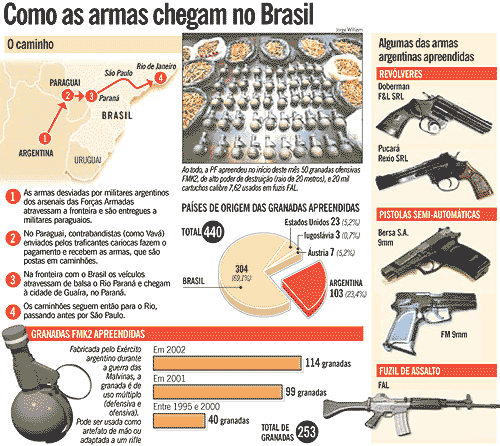 Como as armas chegam no Brasil
Jorge William
O caminho
Rio de Janeiro
São Paulo
PARAGUAI
4
2
3
Paraná
BRASIL
1
ARGENTINA
URUGUAI
Ao todo, a PF apreendeu no início deste mês 50 granadas ofensivas
FMK2, de alto poder de destruição (raio de 20 metros), e 20 mil
cartuchos calibre 7,62 usados em fuzis FAL.
1 As armas desviadas por militares argentinos
dos arsenais das Forças Armadas
atravessam a fronteira e são entregues a
militares paraguaios.
2 No Paraguai, contrabandistas (como Vavá)
enviados pelos traficantes cariocas fazem o
pagamento e recebem as armas, que são
postas em caminhões.
3 Na fronteira com o Brasil os veículos
atravessam de balsa o Rio Paraná e chegam
à cidade de Guaíra, no Paraná.
4 Os caminhões seguem então para o Rio,
passando antes por São Paulo.
PAÍSES DE ORIGEM DAS GRANADAS APREENDIDAS
TOTAL 440
Estados Unidos 23 (5,2%)
Iugoslávia 3 (0,7%)
Áustria 7 (5,2%)
BRASIL
304
(69,1%)
ARGENTINA
103 (23,4%)
GRANADAS FMK2 APREENDIDAS
Fabricada pelo Exército
argentino durante a
guerra das
Malvinas, a
granada é de
uso múltiplo
(defensiva e
ofensiva).
Pode ser usada como
artefato de mão ou
adaptada a um rifle
Em 2002
114 granadas
Em 2001
99 granadas
Entre 1995 e 2000
40 granadas
TOTAL DE
GRANADAS 253
Algumas das armas
argentinas apreendidas
REVÓLVERES
Doberman
F&L SRL
Pucará
Rexio SRL
PISTOLAS SEMI-AUTOMÁTICAS
Bersa S.A.
9mm
FM 9mm
FUZIL DE ASSALTO
FAL